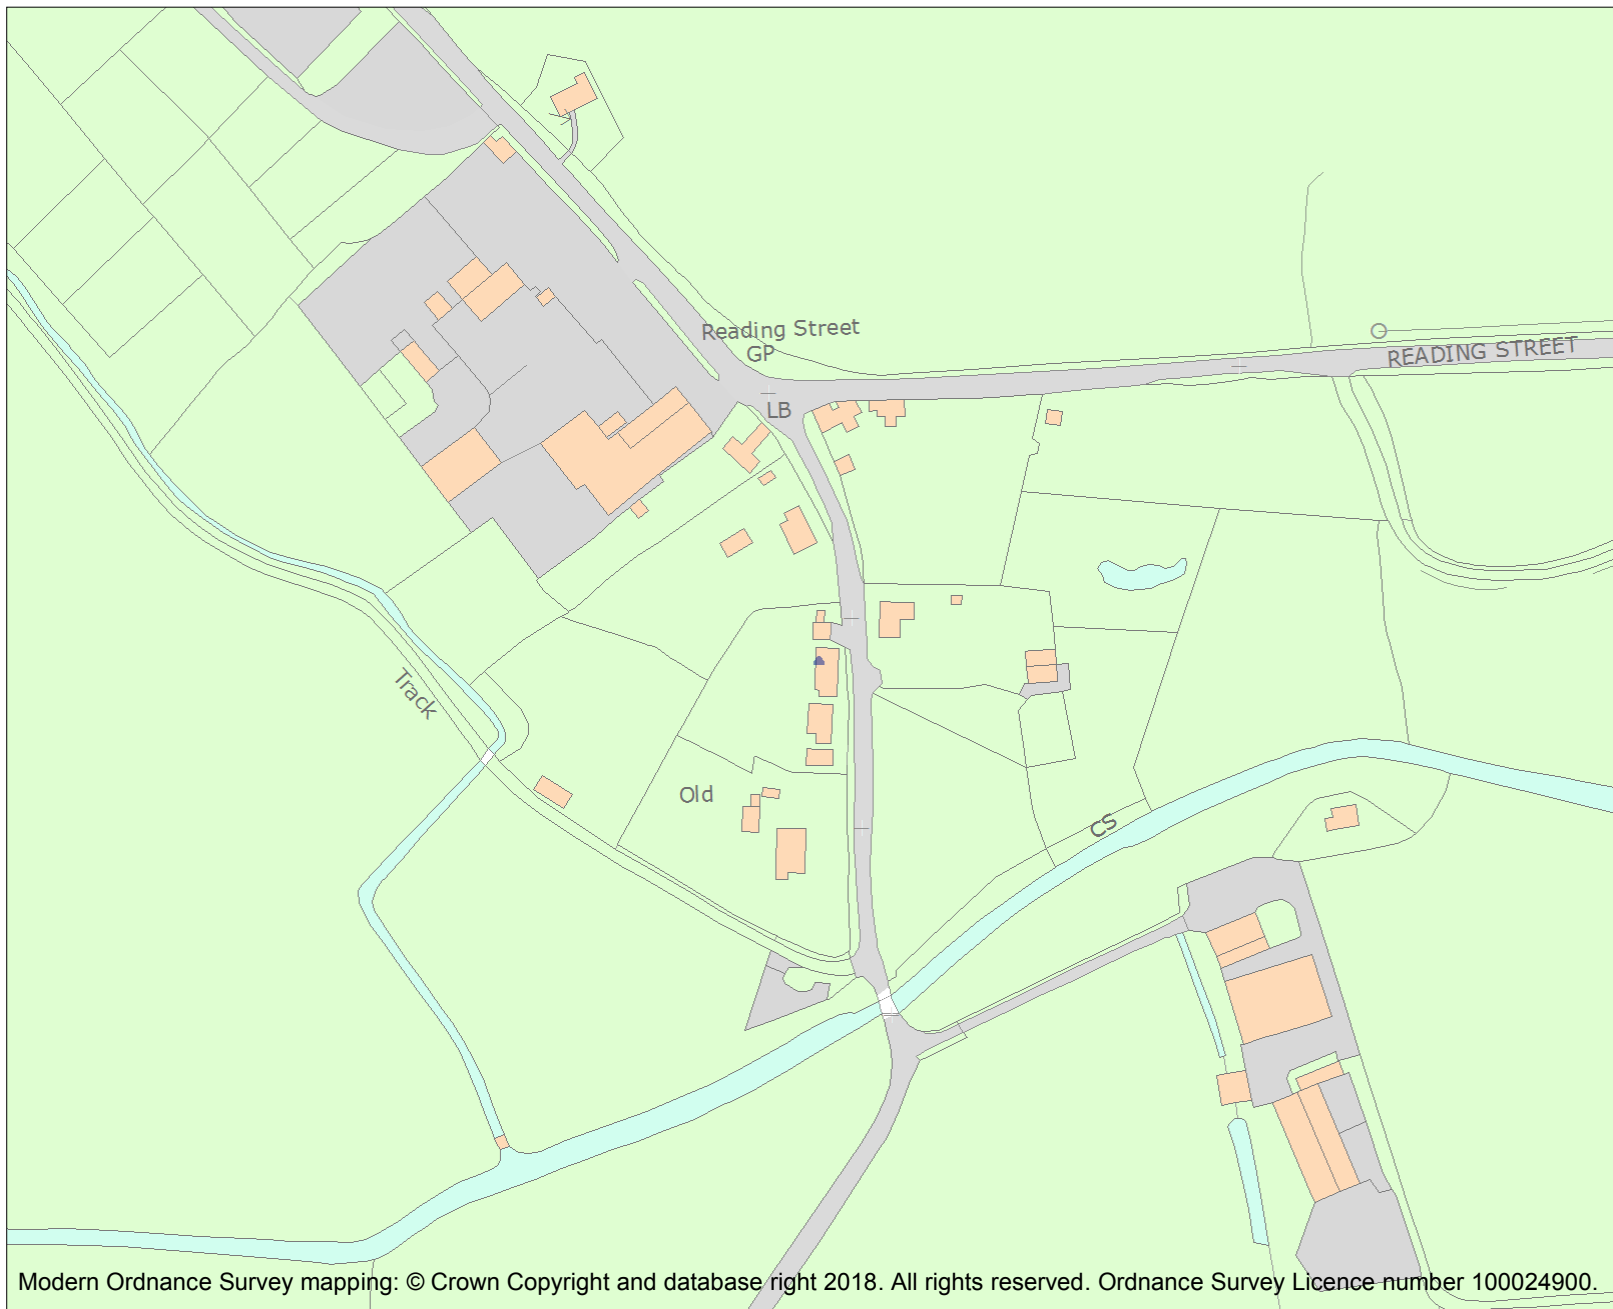 Reading Street
GP
READING STREET
LB
Track
Old
CS
Modern Ordnance Survey mapping: © Crown Copyright and database right 2018. All rights reserved. Ordnance Survey Licence number 100024900.